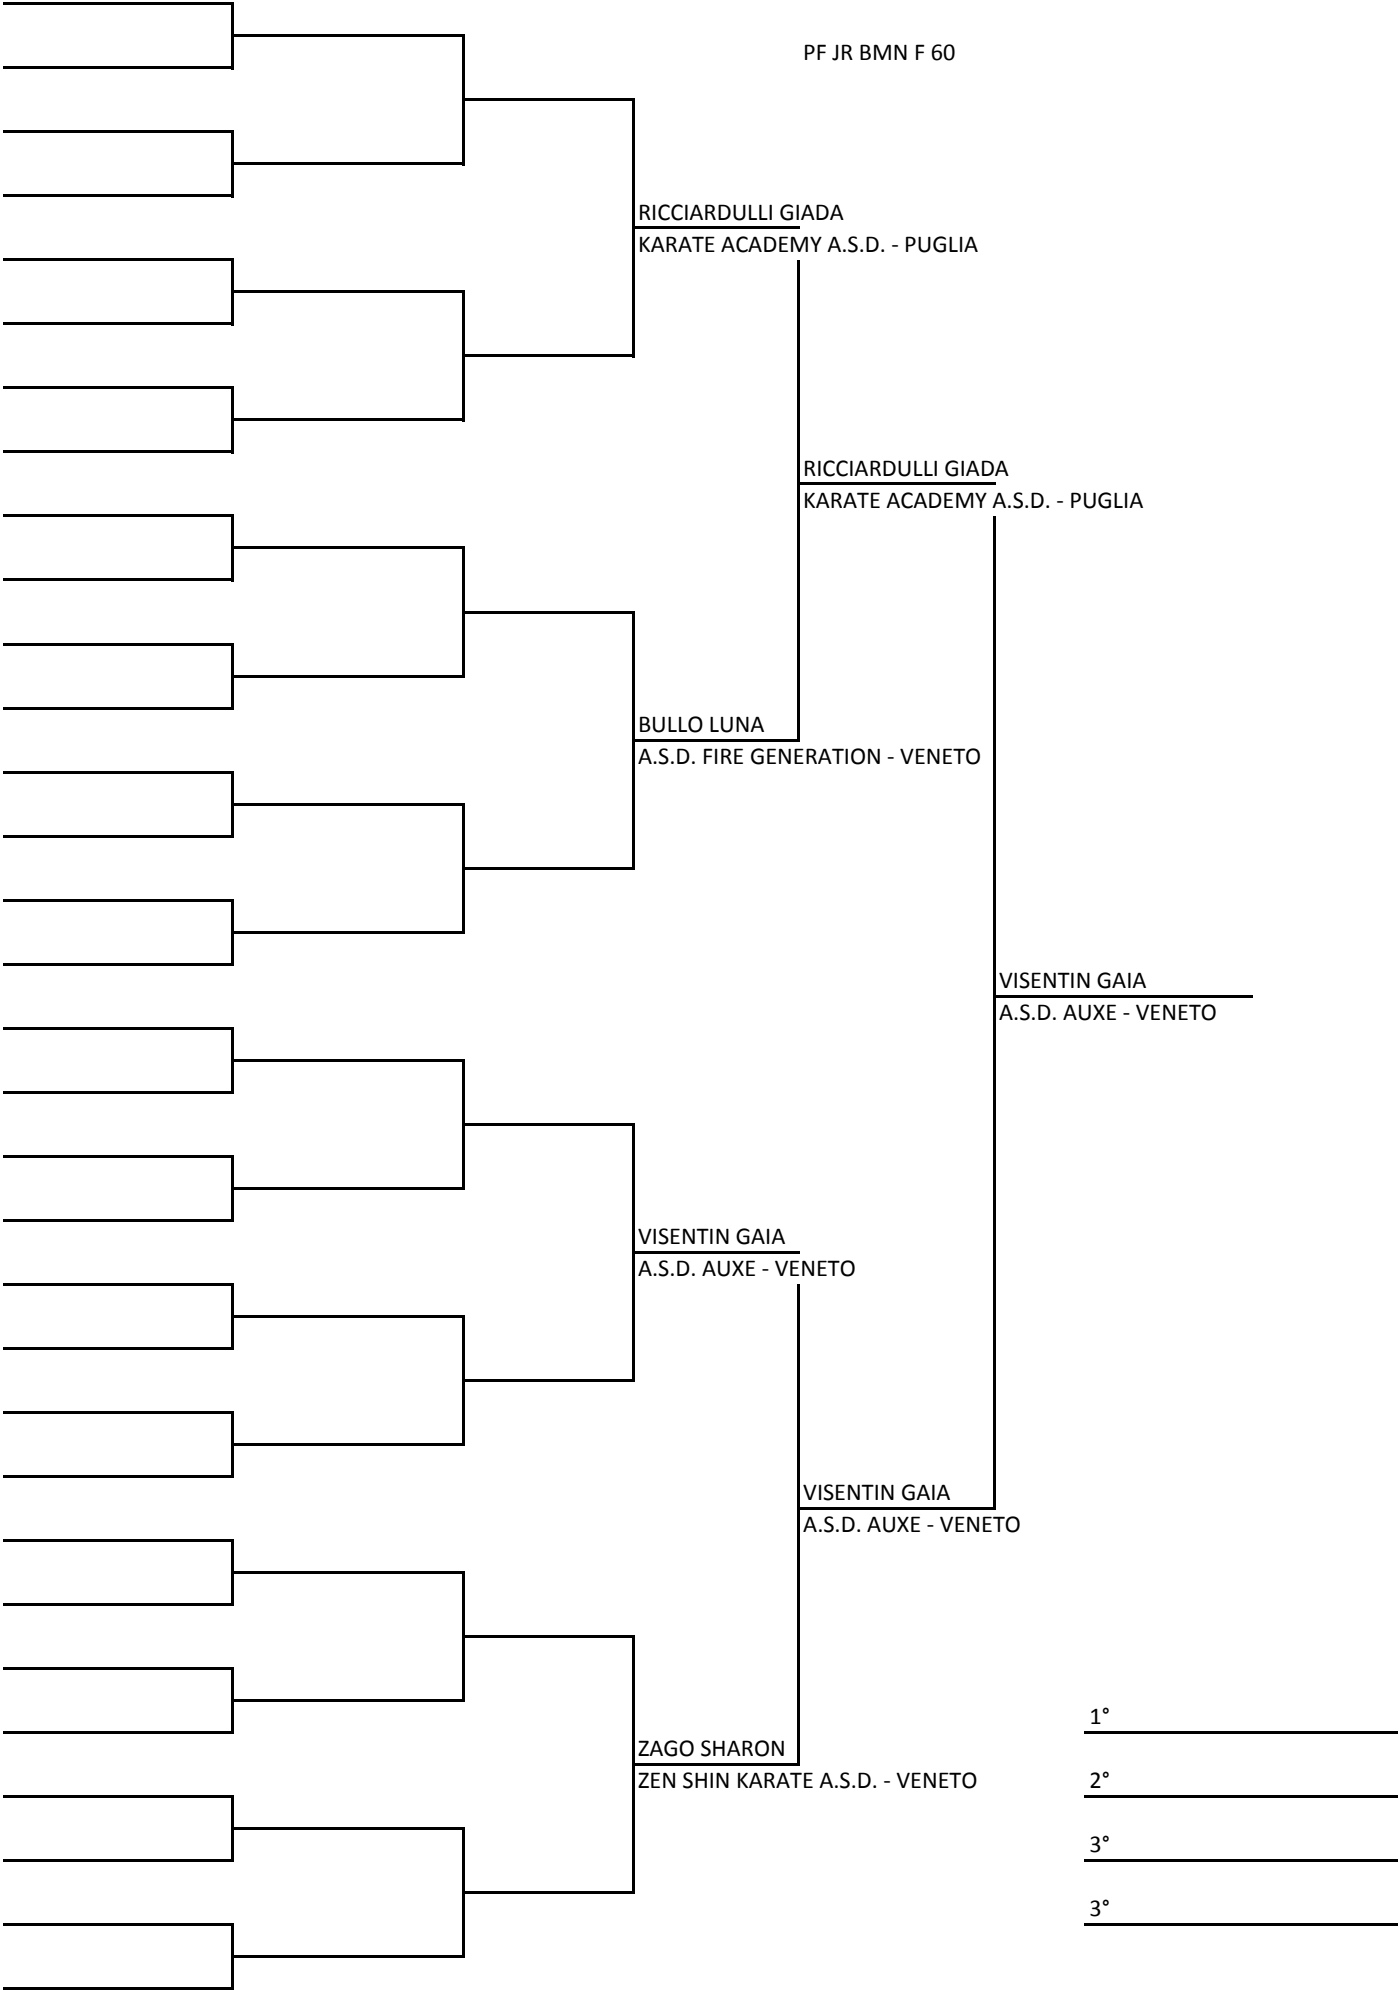 PF JR BMN F 60
RICCIARDULLI GIADA
KARATE ACADEMY A.S.D. - PUGLIA
RICCIARDULLI GIADA
KARATE ACADEMY A.S.D. - PUGLIA
BULLO LUNA
A.S.D. FIRE GENERATION - VENETO
VISENTIN GAIA
A.S.D. AUXE - VENETO
VISENTIN GAIA
A.S.D. AUXE - VENETO
VISENTIN GAIA
A.S.D. AUXE - VENETO
1°
ZAGO SHARON
ZEN SHIN KARATE A.S.D. - VENETO
2°
3°
3°